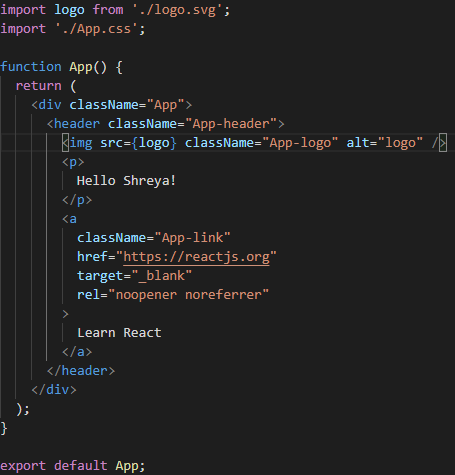 import logo from './logo.svg';
import './App.css';

function App() {
  return (
    <div className="App">
      <header className="App-header">
        <img src={logo} className="App-logo" alt="logo" />
        <p>
          Hello Shreya!
        </p>
        <a
          className="App-link"
          href="https://reactjs.org"
          target="_blank"
          rel="noopener noreferrer"
        >
          Learn React
        </a>
      </header>
    </div>
  );
}

export default App;